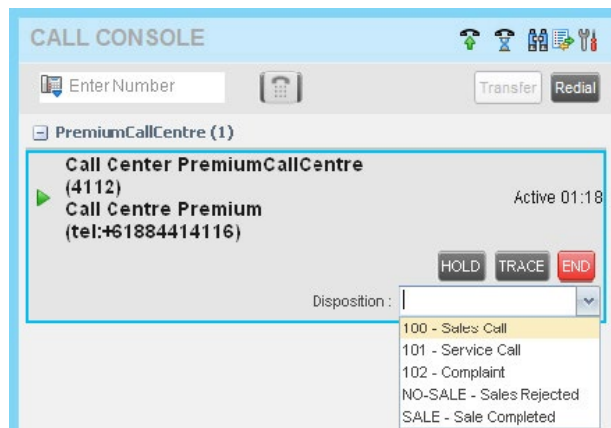 CALL CONSOLE
Enter Number
Transfer
Redial
PremiumCallCentre (1)
Call Center PremiumCallCentre
(4112)
Call Centre Premium
(tel:+61884414116)
Active 01:18
HOLD
TRACE
END
Disposition :
100 - Sales Call
101 - Service Call
102 - Complaint
NO-SALE - Sales Rejected
SALE - Sale Completed